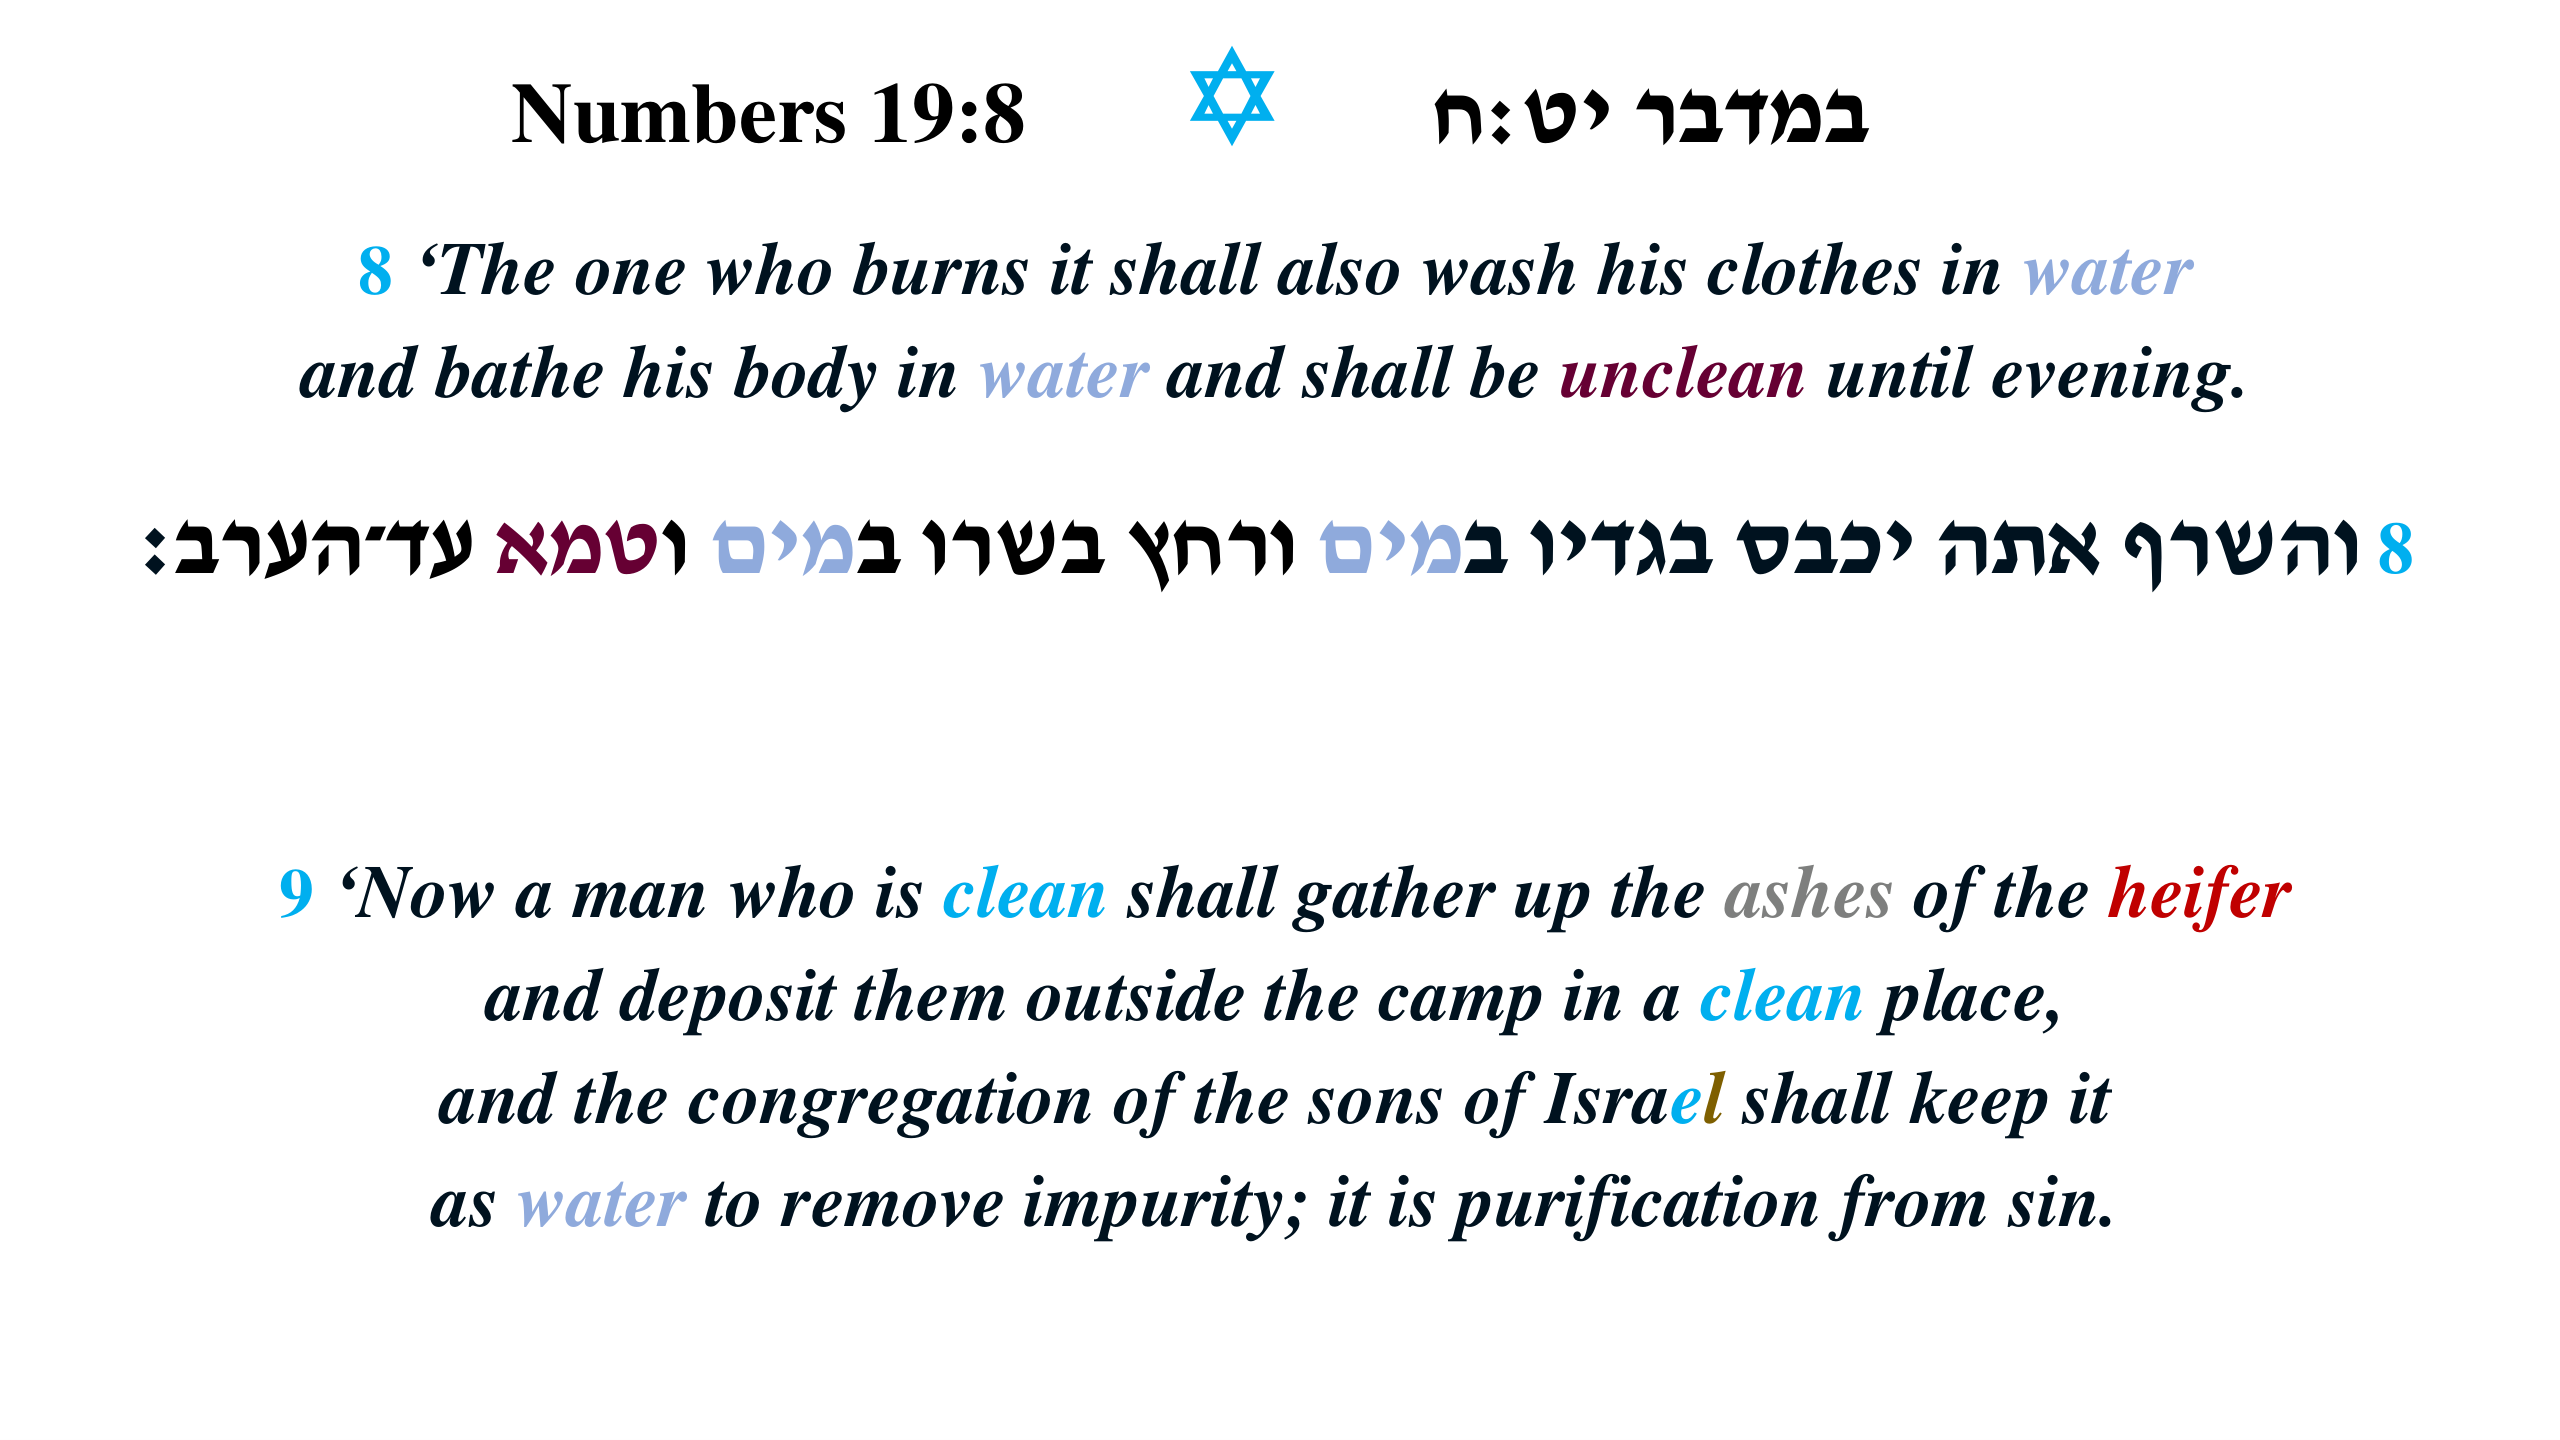 Numbers 19:8 ✡ במדבר יט:ח
8 ‘The one who burns it shall also wash his clothes in water
and bathe his body in water and shall be unclean until evening.
8 והשרף אתה יכבס בגדיו במים ורחץ בשרו במים וטמא עד־הערב:
9 ‘Now a man who is clean shall gather up the ashes of the heifer
and deposit them outside the camp in a clean place,
and the congregation of the sons of Israel shall keep it
as water to remove impurity; it is purification from sin.